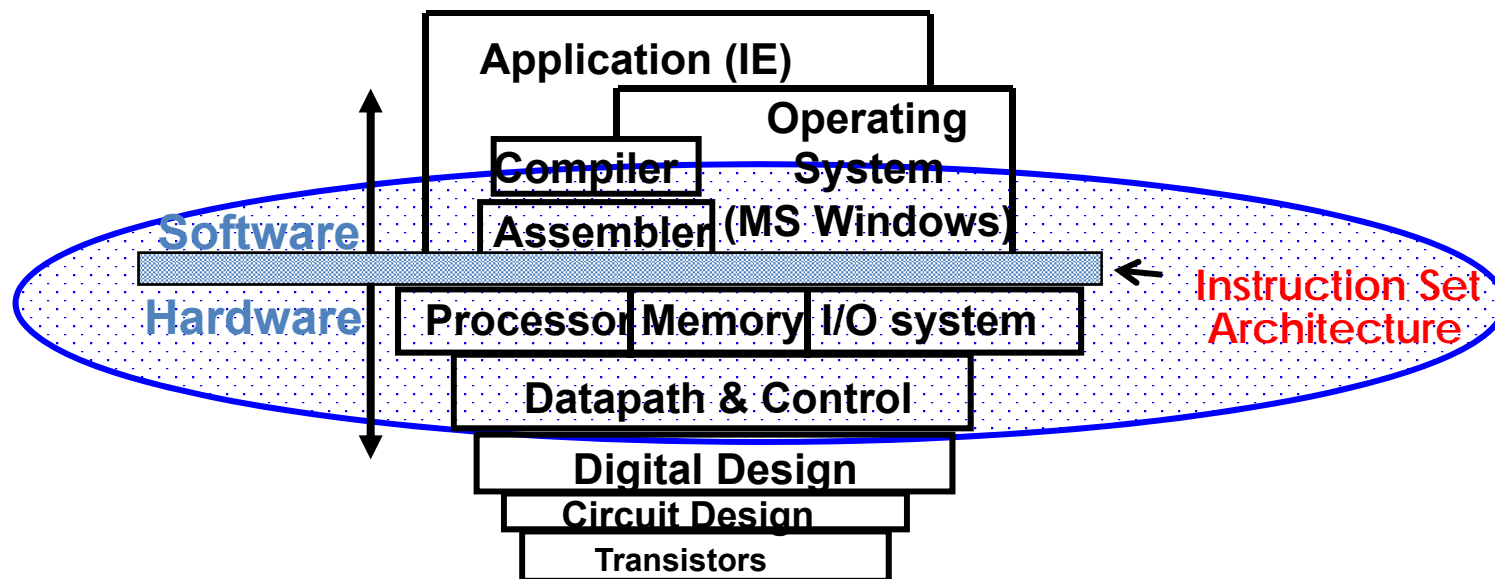 Application (IE)
Operating
System
(MS Windows)
Compiler
Assembler
Software
Hardware
Instruction Set
Architecture
Processor
Memory
I/O system
Datapath & Control
Digital Design
Circuit Design
Transistors